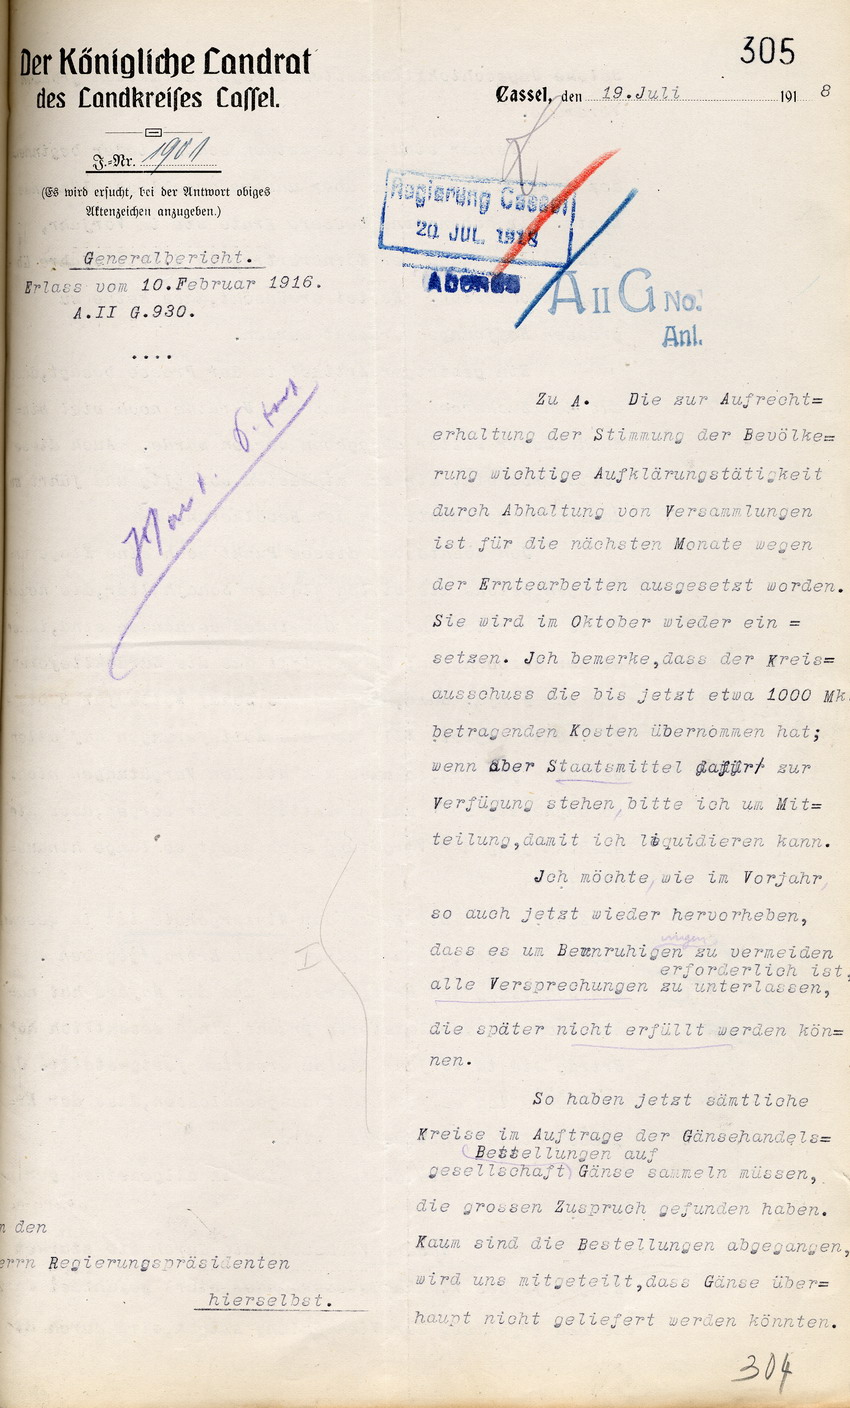 305
Der Königliche Landrat
des Landkreises Cassel.
J.-Nr. 1901
(Es wird ersucht, bei der Antwort obiges
Aktenzeichen anzugeben.)
Generalbericht.
Erlass vom 10.Februar 1916.
A.II G.930.
....
Cassel, den 19.Juli 1918
Regierung Cassel
20. JUL. 1918
Abends
A II G No.
Anl.
Zu A. Die zur Aufrecht=
erhaltung der Stimmung der Bevölke=
rung wichtige Aufklärungstätigkeit
durch Abhaltung von Versammlungen
ist für die nächsten Monate wegen
der Erntearbeiten ausgesetzt worden.
Sie wird im Oktober wieder ein =
setzen. Jch bemerke,dass der Kreis=
ausschuss die bis jetzt etwa 1000 Mk
betragenden Kosten übernommen hat;
wenn aber Staatsmittel dafür zur
Verfügung stehen,bitte ich um Mit=
teilung,damit ich liquidieren kann.
Jch möchte,wie im Vorjahr,
so auch jetzt wieder hervorheben,
dass es um Beunruhigungen zu vermeiden
erforderlich ist,
alle Versprechungen zu unterlassen,
die später nicht erfüllt werden kön=
nen.
So haben jetzt sämtliche
Kreise im Auftrage der Gänsehandels=
Bestellungen auf
gesellschaft Gänse sammeln müssen,
die grossen Zuspruch gefunden haben.
Kaum sind die Bestellungen abgegangen,
wird uns mitgeteilt,dass Gänse über=
haupt nicht geliefert werden könnten.
I
n den
errn Regierungspräsidenten
hierselbst.
304